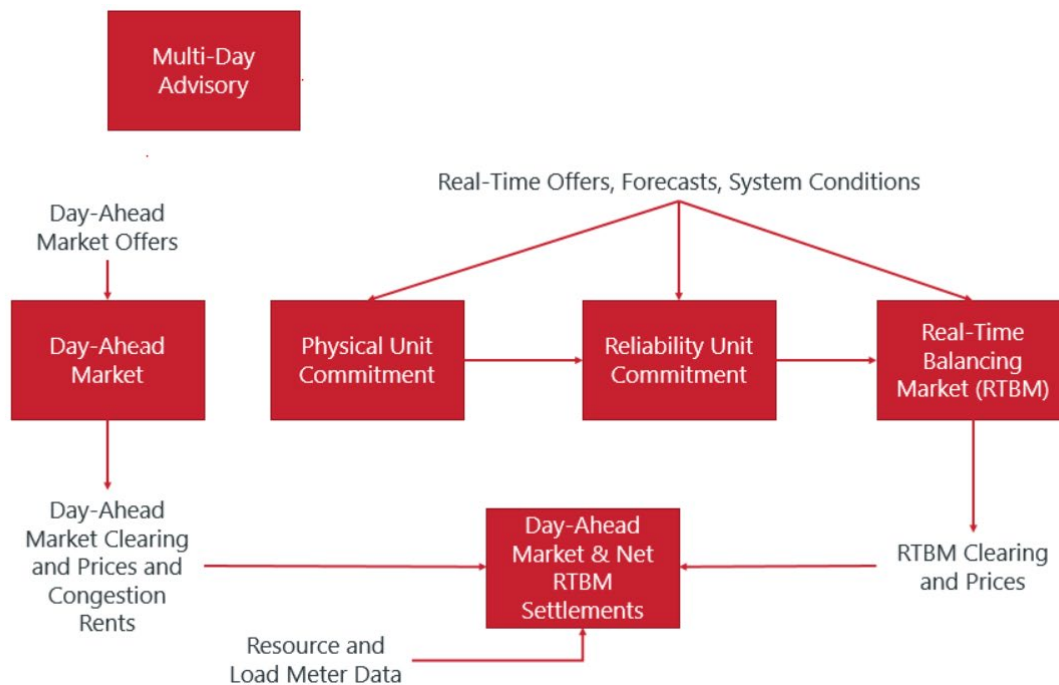 Multi-Day
Advisory
Real-Time Offers, Forecasts, System Conditions
Day-Ahead
Market Offers
Day-Ahead
Market
Physical Unit
Commitment
Reliability Unit
Commitment
Real-Time
Balancing
Market (RTBM)
Day-Ahead
Market Clearing
and Prices and
Congestion
Rents
Day-Ahead
Market & Net
RTBM
Settlements
RTBM Clearing
and Prices
Resource and
Load Meter Data